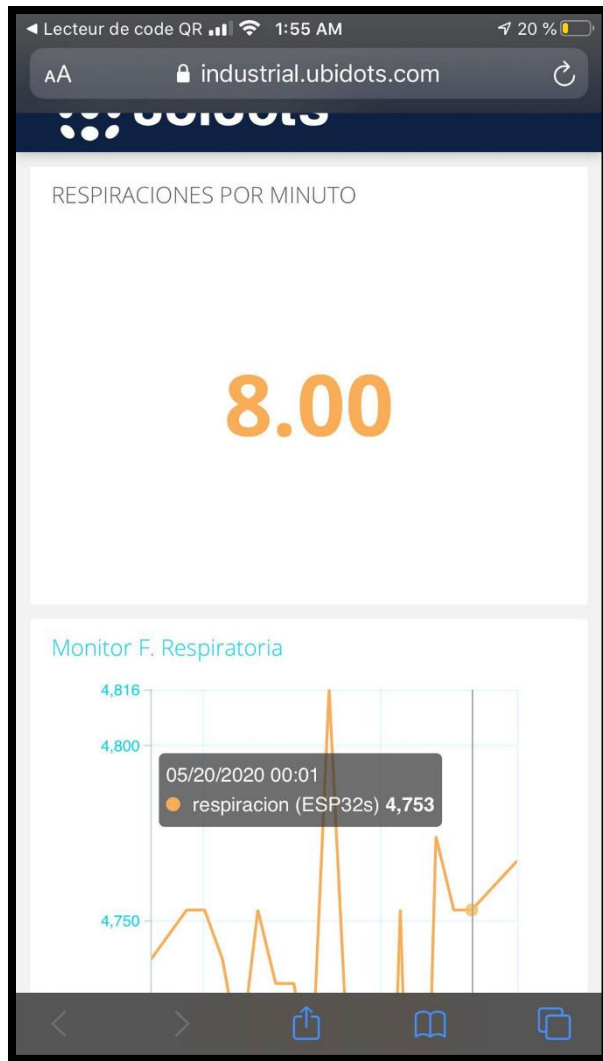 ◀ Lecteur de code QR 1:55 AM 20 %
AA industrial.ubidots.com
ubidots
RESPIRACIONES POR MINUTO
8.00
Monitor F. Respiratoria
4,816
4,800
05/20/2020 00:01
respiracion (ESP32s) 4,753
4,750